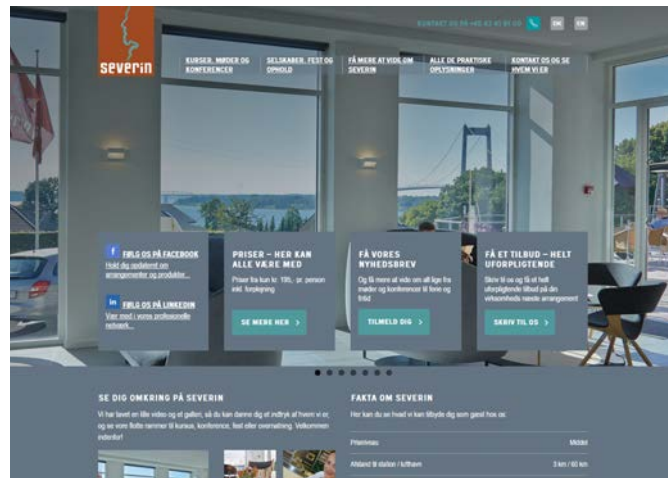 KONTAKT OS PÅ +45 43 41 91 00
DK
EN
severin
KURSER, MØDER OG
KONFERENCER
SELSKABER, FEST OG
OPHOLD
FÅ MERE AT VIDE OM
SEVERIN
ALLE DE PRAKTISKE
OPLYSNINGER
KONTAKT OS OG SE
HVEM VI ER
f FØLG OS PÅ FACEBOOK
Hold dig opdateret om
arrangementer og produkter...
in FØLG OS PÅ LINKEDIN
Vær med i vores professionelle
netværk...
PRISER – HER KAN
ALLE VÆRE MED
Priser fra kun kr. 195,- pr. person
inkl. forplejning
SE MERE HER >
FÅ VORES
NYHEDSBREV
Og få mere at vide om alt lige fra
møder og konferencer til ferie og
fritid
TILMELD DIG >
FÅ ET TILBUD – HELT
UFORPLIGTENDE
Skriv til os og få et helt
uforpligtende tilbud på din
virksomheds næste arrangement
SKRIV TIL OS >
SE DIG OMKRING PÅ SEVERIN
Vi har lavet en lille video og et galleri, så du kan danne dig et indtryk af hvem vi er,
og se vore flotte rammer til kursus, konference, fest eller overnatning. Velkommen
indenfor!
FAKTA OM SEVERIN
Her kan du se hvad vi kan tilbyde dig som gæst hos os:
Prisniveau Middel
Afstand til station / lufthavn 3 km / 60 km